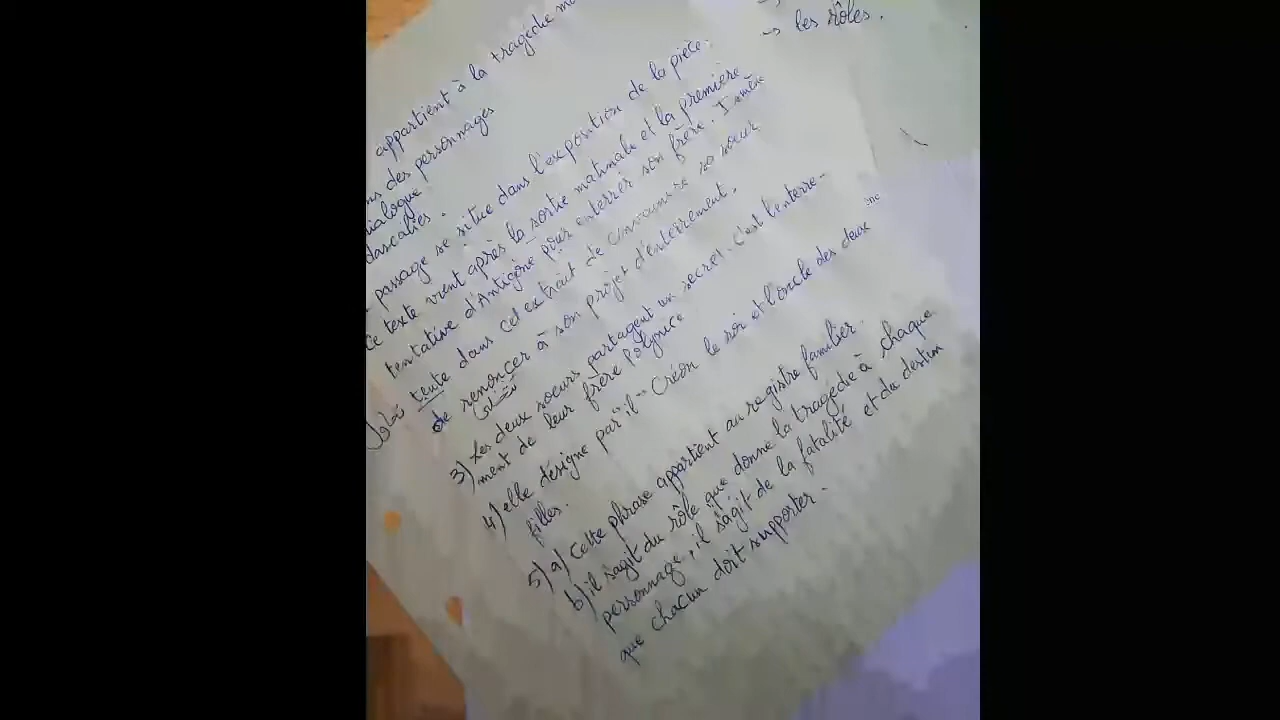 → les rôles.
appartient à la tragédie
des personnages
dialogue
passage se situe dans l'exposition de la pièce.
Ce texte vient après la sortie matinale et la première
tentative d'Antigone pour enterrer son frère. Ismène
tente dans cet extrait de convaincre sa soeur
de renoncer à son projet d'enterrement.
3) Les deux soeurs partagent un secret. C'est l'enterre-
ment de leur frère Polynice
4) elle désigne par "il" Créon le roi et l'oncle des deux
filles.
5) a) Cette phrase appartient au registre familier.
b) il sagit du rôle que donne la tragédie à chaque
personnage, il s'agit de la fatalité et du destin
que chacun doit supporter.